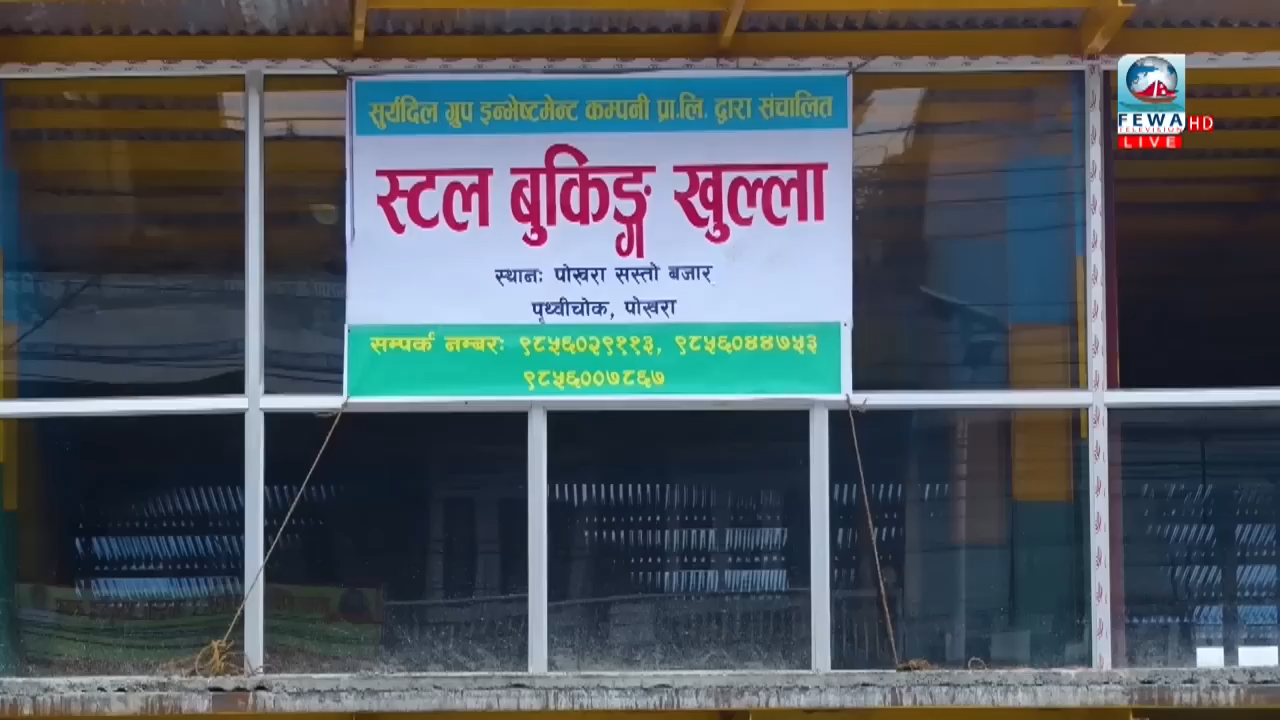 सुर्यदिल ग्रुप इन्भेष्टमेन्ट कम्पनी प्रा.लि. द्वारा संचालित
स्टल बुकिङ्ग खुल्ला
स्थानः पोखरा सस्तो बजार
पृथ्वीचोक, पोखरा
सम्पर्क नम्बरः ९८५६०२९११३, ९८५६०४४७५३
९८५६००७८६७
FEWA HD
TELEVISION
LIVE